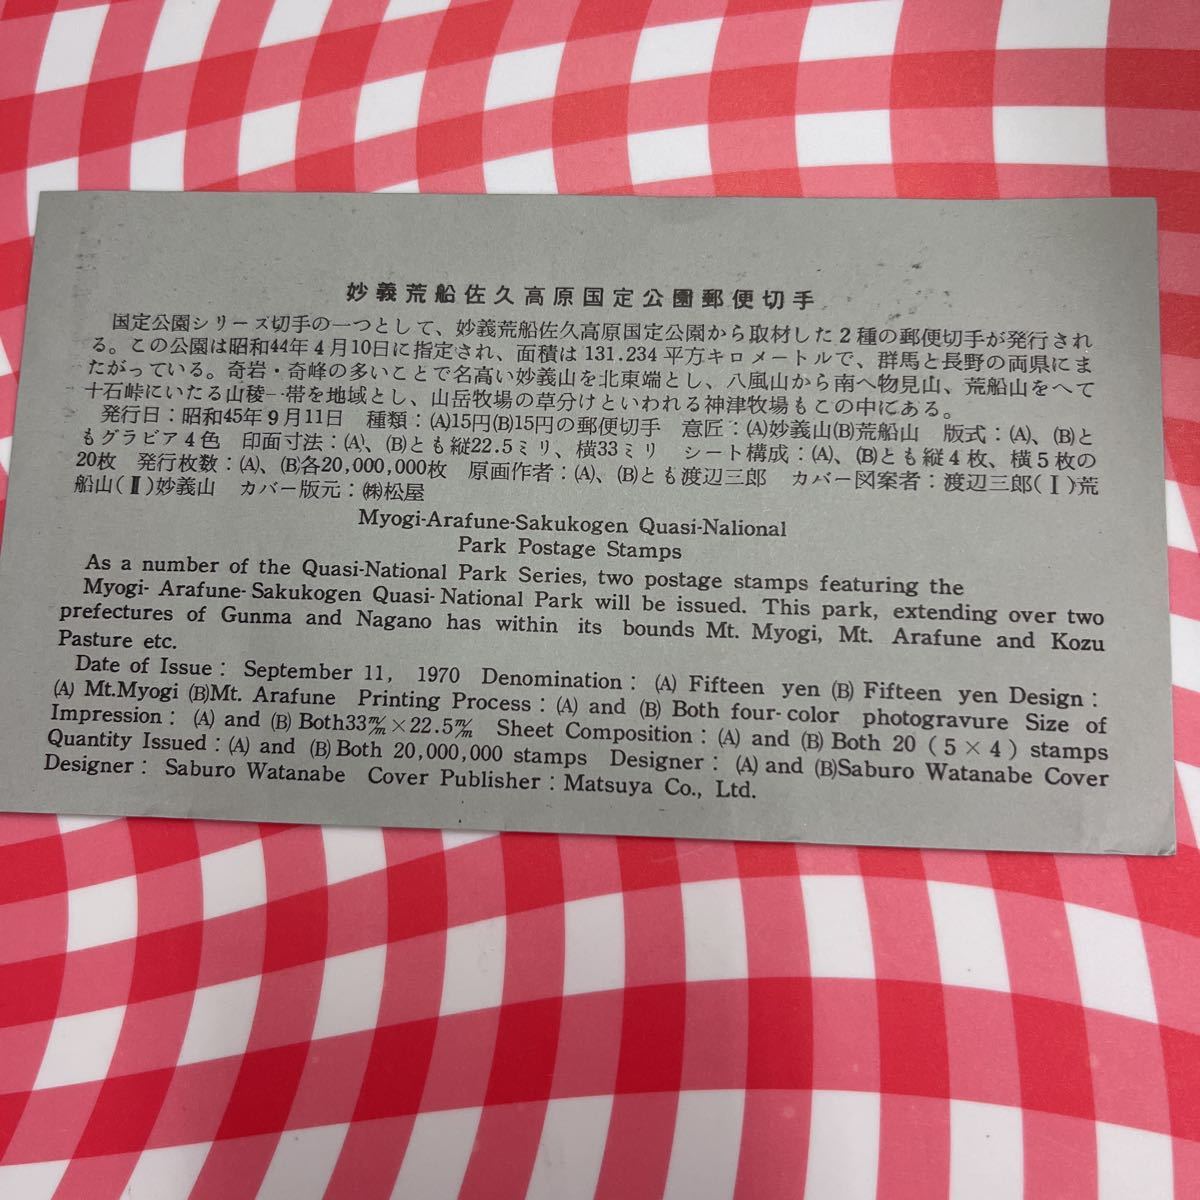 妙義荒船佐久高原国定公園郵便切手
国定公園シリーズ切手の一つとして、妙義荒船佐久高原国定公園から取材した2種の郵便切手が発行され
る。この公園は昭和44年4月10日に指定され、面積は131.234平方キロメートルで、群馬と長野の両県にま
たがっている。奇岩・奇峰の多いことで名高い妙義山を北東端とし、八風山から南へ物見山、荒船山をへて
十石峠にいたる山稜一帯を地域とし、山岳牧場の草分けといわれる神津牧場もこの中にある。
発行日:昭和45年9月11日 種類:(A)15円(B)15円の郵便切手 意匠:(A)妙義山(B)荒船山 版式:(A)、(B)と
もグラビア4色 印面寸法:(A)、(B)とも縦22.5ミリ、横33ミリ シート構成:(A)、(B)とも縦4枚、横5枚の
20枚 発行枚数:(A)、(B)各20,000,000枚 原画作者:(A)、(B)とも渡辺三郎 カバー図案者:渡辺三郎(Ⅰ)荒
船山(Ⅱ)妙義山 カバー版元:㈱松屋
Myogi-Arafune-Sakukogen Quasi-Nalional
Park Postage Stamps
As a number of the Quasi-National Park Series, two postage stamps featuring the
Myogi- Arafune- Sakukogen Quasi- National Park will be issued. This park, extending over two
prefectures of Gunma and Nagano has within its bounds Mt. Myogi, Mt. Arafune and Kozu
Pasture etc.
Date of Issue: September 11, 1970 Denomination: (A) Fifteen yen (B) Fifteen yen Design:
(A) Mt.Myogi (B)Mt. Arafune Printing Process: (A) and (B) Both four-color photogravure Size of
Impression: (A) and (B) Both33㎜×22.5㎜ Sheet Composition: (A) and (B) Both 20 (5×4) stamps
Quantity Issued: (A) and (B) Both 20,000,000 stamps Designer: (A) and (B)Saburo Watanabe Cover
Designer: Saburo Watanabe Cover Publisher: Matsuya Co., Ltd.